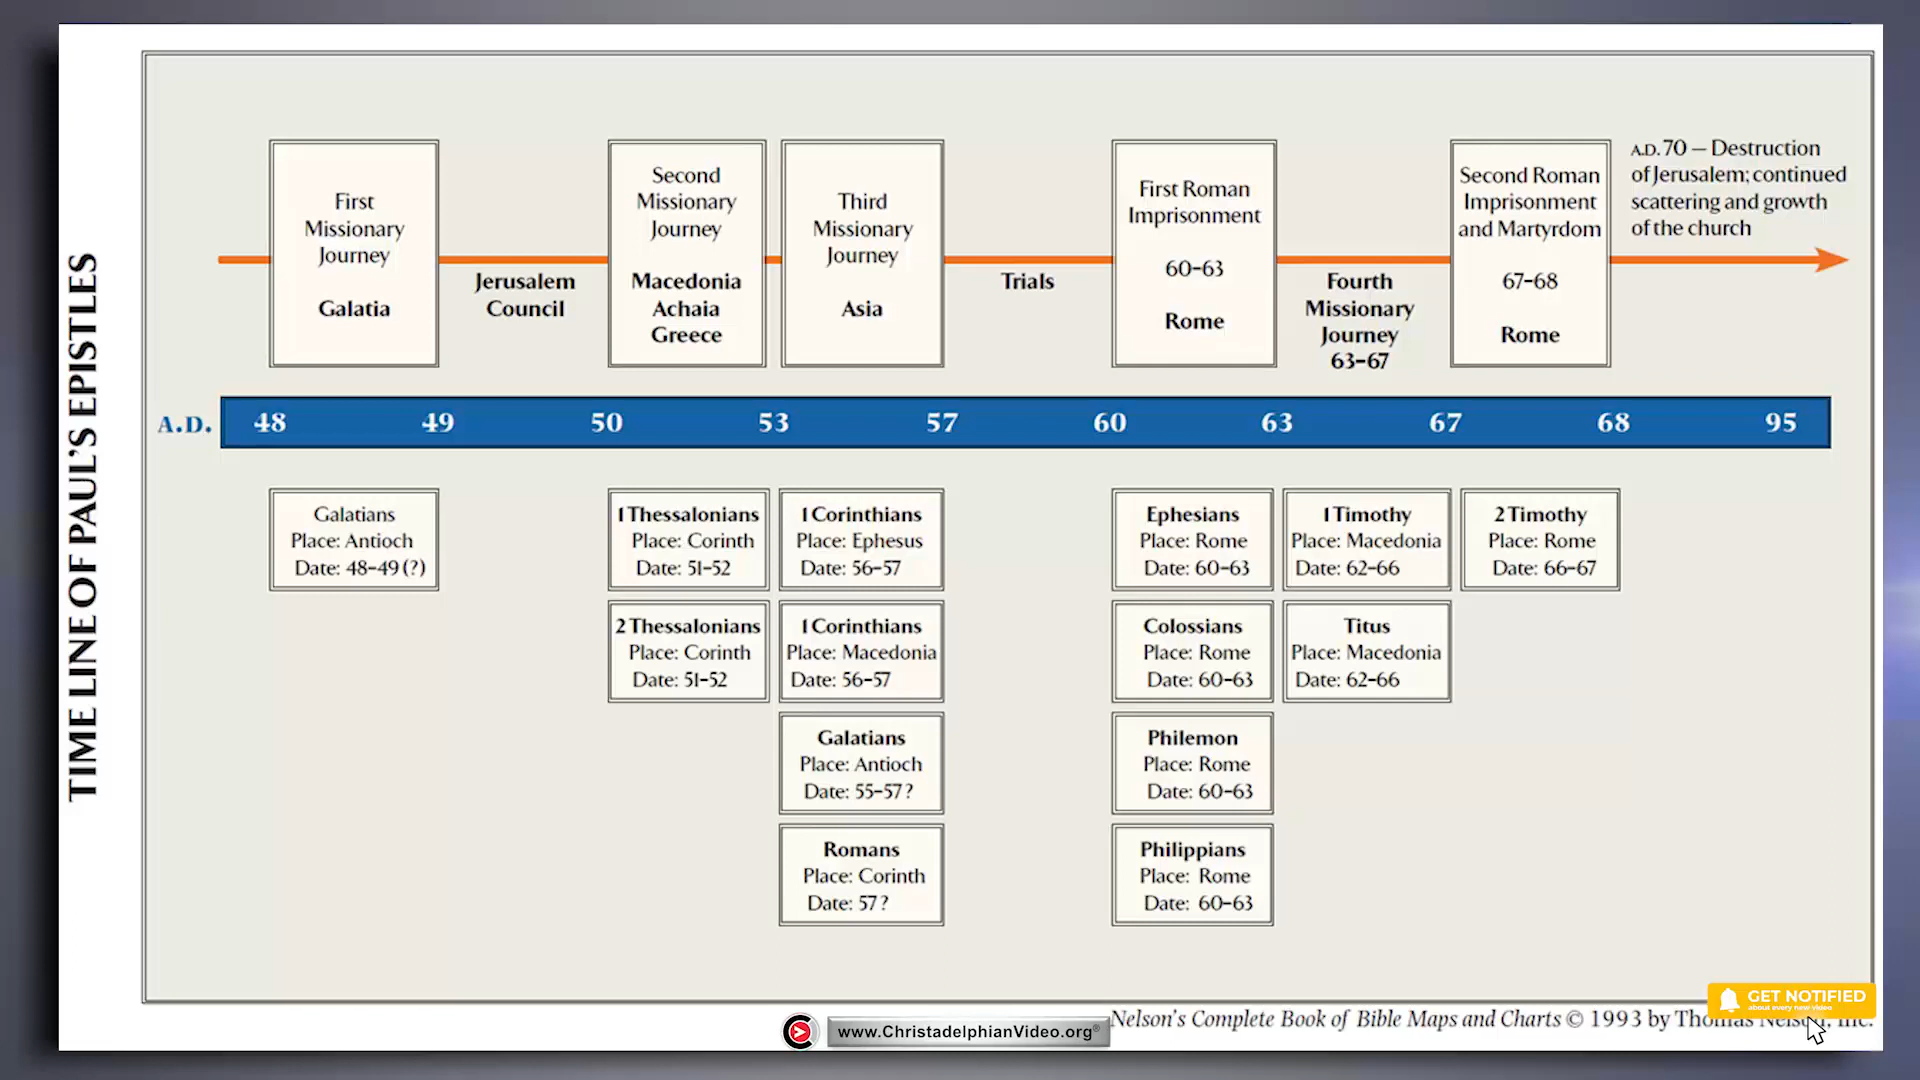 TIME LINE OF PAUL'S EPISTLES
First
Missionary
Journey
Galatia
Jerusalem
Council
Second
Missionary
Journey
Macedonia
Achaia
Greece
Third
Missionary
Journey
Asia
Trials
First Roman
Imprisonment
60–63
Rome
Fourth
Missionary
Journey
63–67
Second Roman
Imprisonment
and Martyrdom
67–68
Rome
A.D. 70 — Destruction
of Jerusalem; continued
scattering and growth
of the church
A.D. 48 49 50 53 57 60 63 67 68 95
Galatians
Place: Antioch
Date: 48–49 (?)
1 Thessalonians
Place: Corinth
Date: 51–52
2 Thessalonians
Place: Corinth
Date: 51–52
1 Corinthians
Place: Ephesus
Date: 56–57
1 Corinthians
Place: Macedonia
Date: 56–57
Galatians
Place: Antioch
Date: 55–57?
Romans
Place: Corinth
Date: 57?
Ephesians
Place: Rome
Date: 60–63
Colossians
Place: Rome
Date: 60–63
Philemon
Place: Rome
Date: 60–63
Philippians
Place: Rome
Date: 60–63
1 Timothy
Place: Macedonia
Date: 62–66
Titus
Place: Macedonia
Date: 62–66
2 Timothy
Place: Rome
Date: 66–67
GET NOTIFIED
about every new video
www.ChristadelphianVideo.org®
Nelson's Complete Book of Bible Maps and Charts © 1993 by Thomas Nelson, Inc.